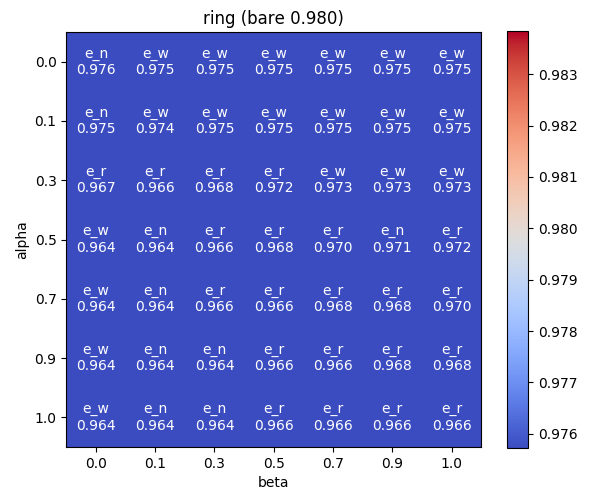 ring (bare 0.980)
e_n e_w e_w e_w e_w e_w e_w
0.0 0.976 0.975 0.975 0.975 0.975 0.975 0.975
e_n e_w e_w e_w e_w e_w e_w
0.1 0.975 0.974 0.975 0.975 0.975 0.975 0.975
e_r e_r e_r e_r e_w e_w e_w
0.3 0.967 0.966 0.968 0.972 0.973 0.973 0.973
e_w e_n e_r e_r e_r e_n e_r
0.5 0.964 0.964 0.966 0.968 0.970 0.971 0.972
e_w e_n e_r e_r e_r e_r e_r
0.7 0.964 0.964 0.966 0.966 0.968 0.968 0.970
e_w e_n e_n e_r e_r e_r e_r
0.9 0.964 0.964 0.964 0.966 0.966 0.968 0.968
e_w e_n e_n e_r e_r e_r e_r
1.0 0.964 0.964 0.964 0.966 0.966 0.966 0.966
alpha
0.0 0.1 0.3 0.5 0.7 0.9 1.0
beta
0.983
0.982
0.981
0.980
0.979
0.978
0.977
0.976